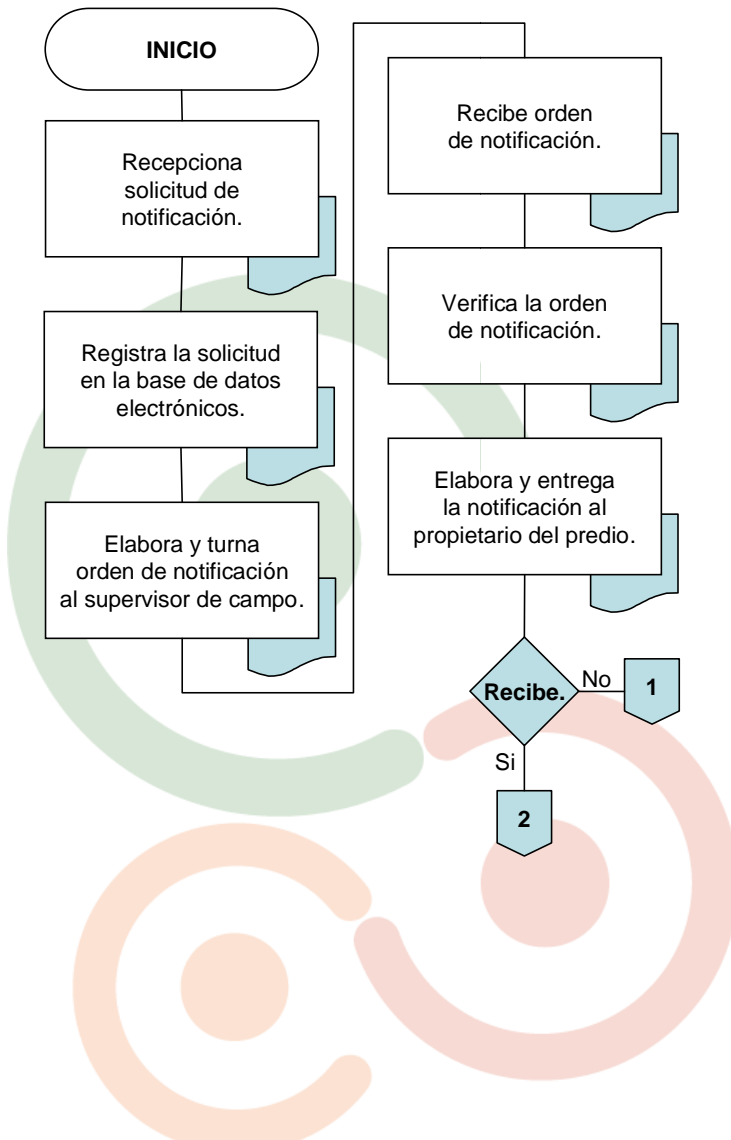 INICIO
Recepciona
solicitud de
notificación.
Registra la solicitud
en la base de datos
electrónicos.
Elabora y turna
orden de notificación
al supervisor de campo.
Recibe orden
de notificación.
Verifica la orden
de notificación.
Elabora y entrega
la notificación al
propietario del predio.
Recibe.
No
1
Si
2